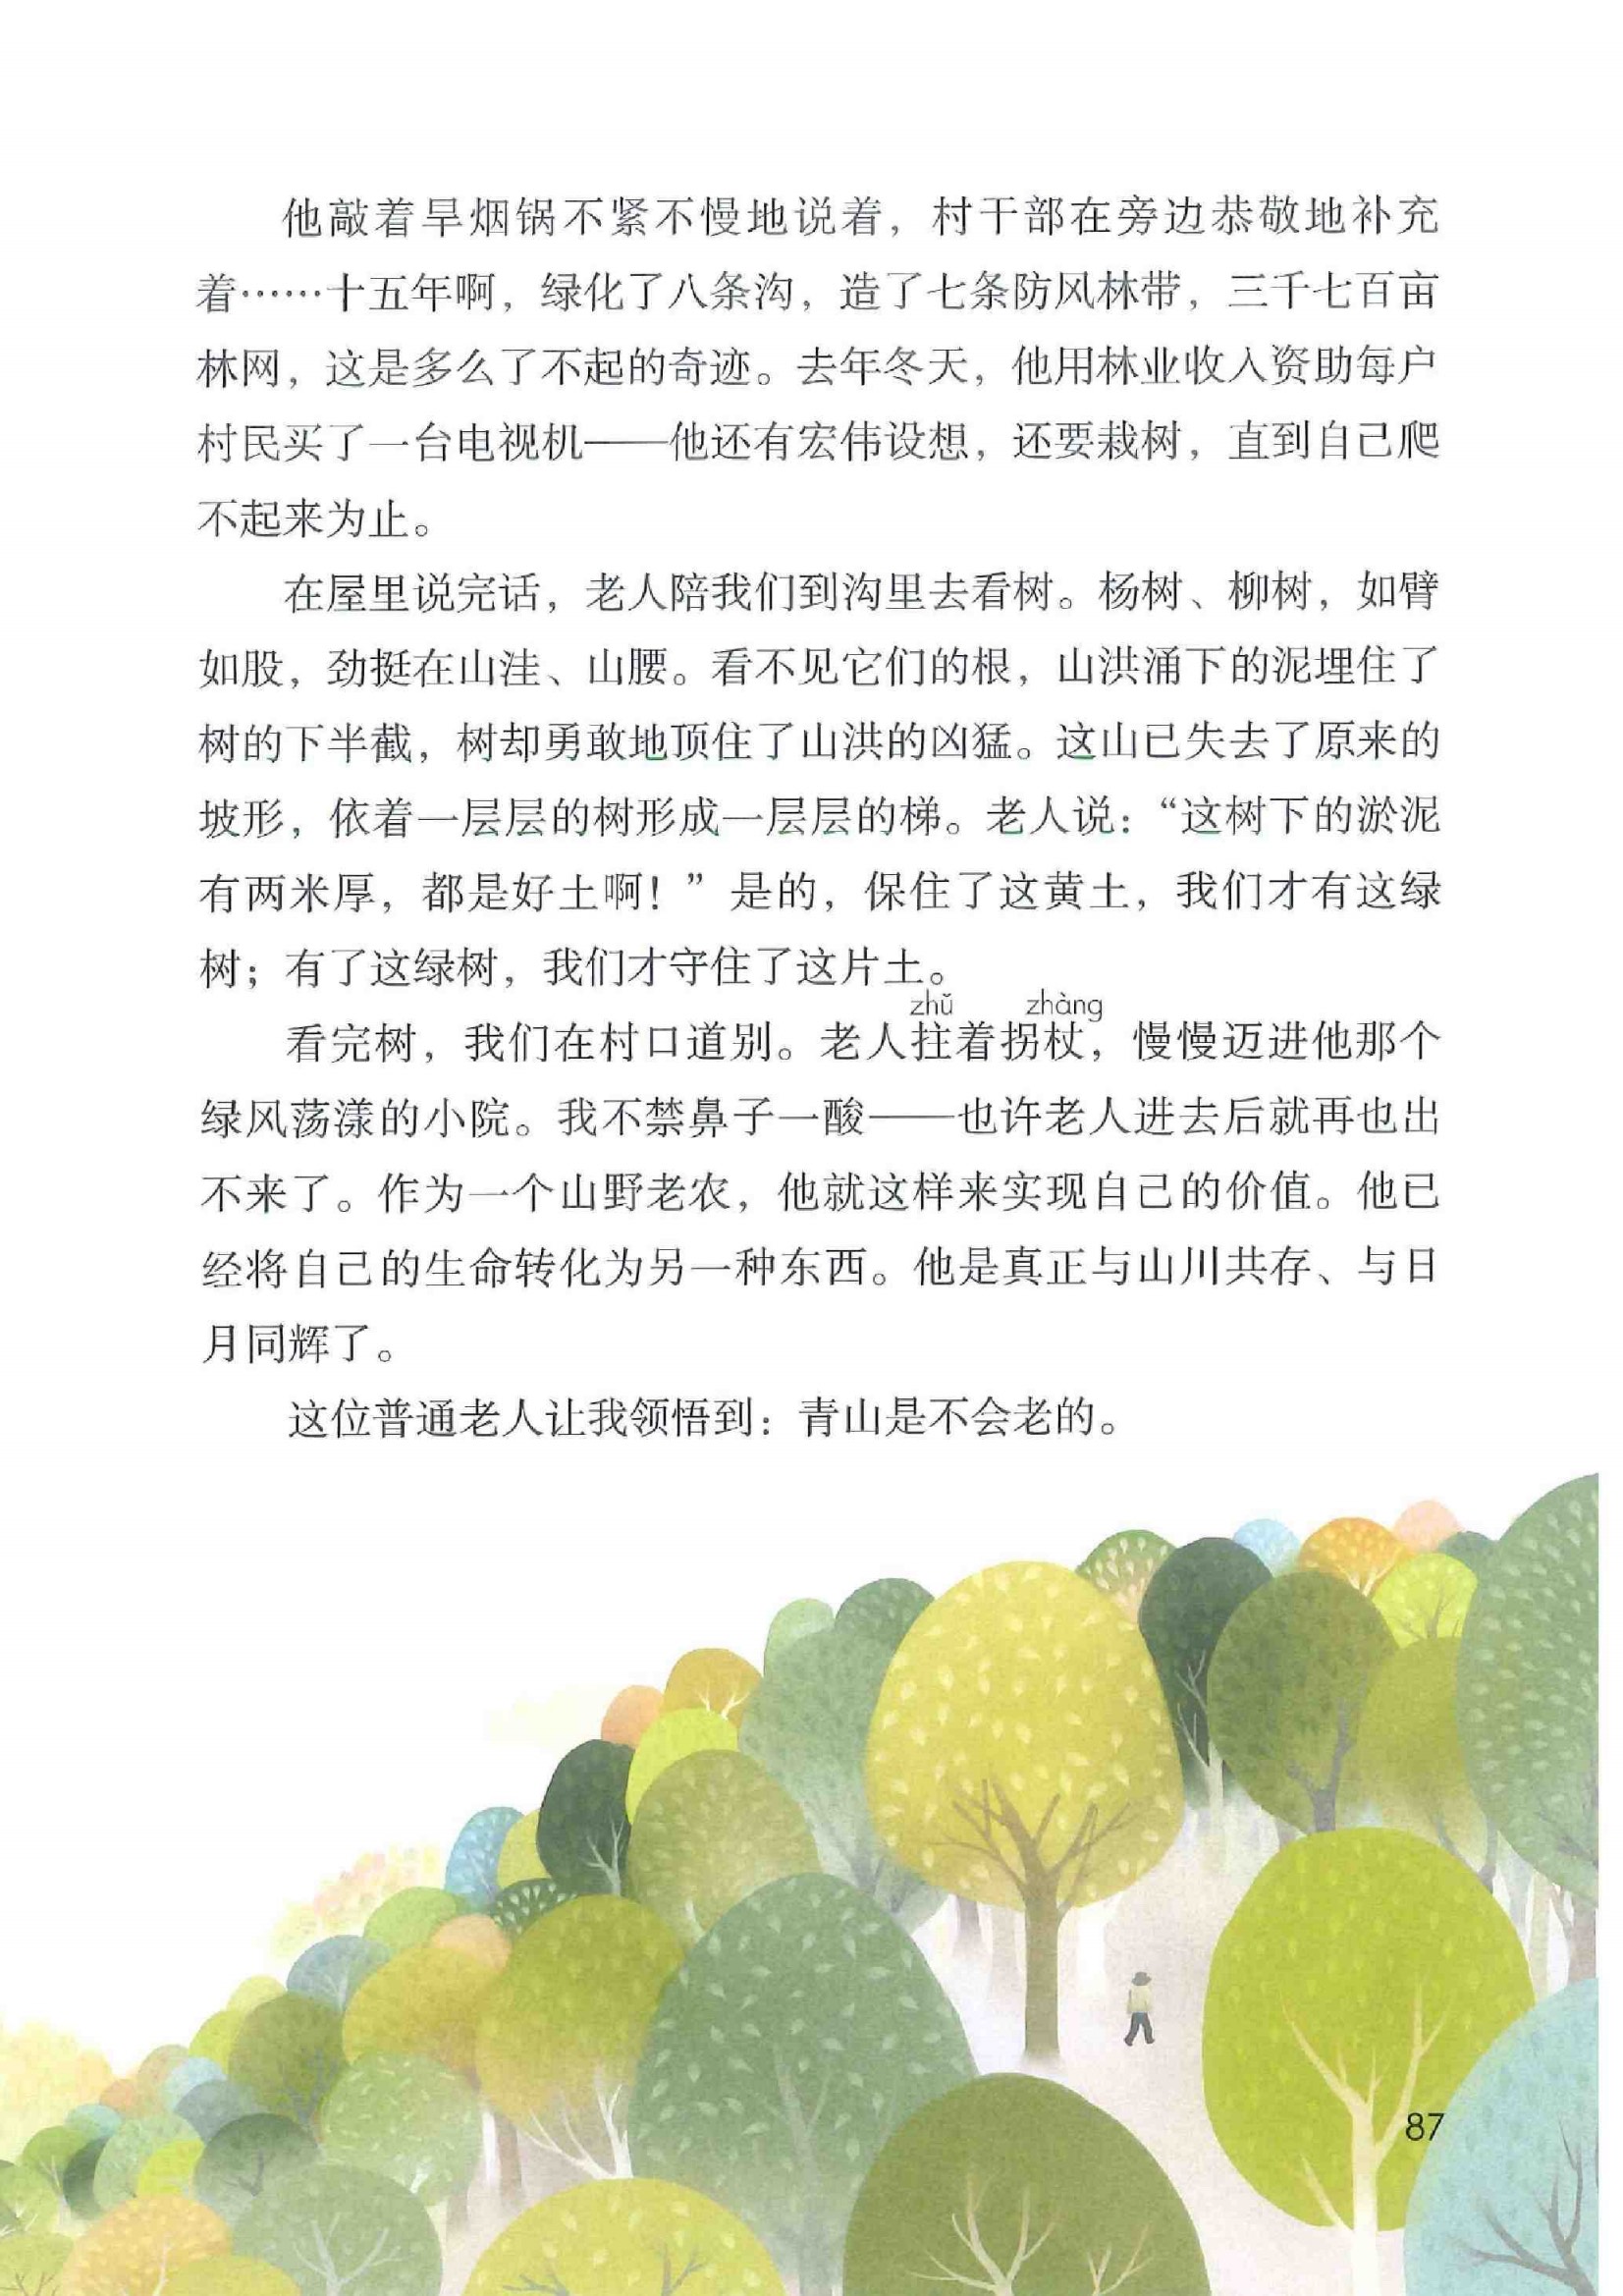 他敲着旱烟锅不紧不慢地说着，村干部在旁边恭敬地补充
着……十五年啊，绿化了八条沟，造了七条防风林带，三千七百亩
林网，这是多么了不起的奇迹。去年冬天，他用林业收入资助每户
村民买了一台电视机——他还有宏伟设想，还要栽树，直到自己爬
不起来为止。
在屋里说完话，老人陪我们到沟里去看树。杨树、柳树，如臂
如股，劲挺在山洼、山腰。看不见它们的根，山洪涌下的泥埋住了
树的下半截，树却勇敢地顶住了山洪的凶猛。这山已失去了原来的
坡形，依着一层层的树形成一层层的梯。老人说：“这树下的淤泥
有两米厚，都是好土啊！”是的，保住了这黄土，我们才有这绿
树；有了这绿树，我们才守住了这片土。
zhǔ zhàng
看完树，我们在村口道别。老人拄着拐杖，慢慢迈进他那个
绿风荡漾的小院。我不禁鼻子一酸——也许老人进去后就再也出
不来了。作为一个山野老农，他就这样来实现自己的价值。他已
经将自己的生命转化为另一种东西。他是真正与山川共存、与日
月同辉了。
这位普通老人让我领悟到：青山是不会老的。
87